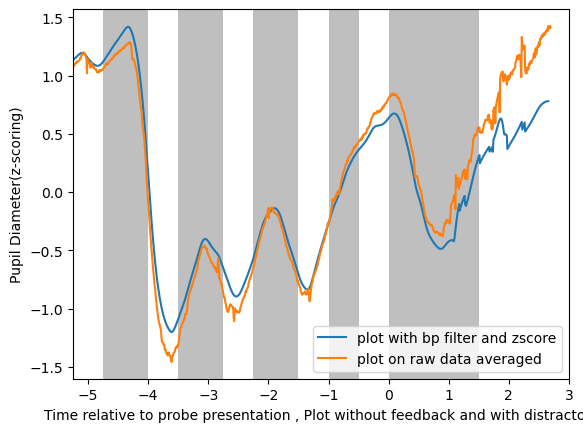 1.5
1.0
0.5
0.0
−0.5
−1.0
−1.5
Pupil Diameter(z-scoring)
plot with bp filter and zscore
plot on raw data averaged
−5 −4 −3 −2 −1 0 1 2 3
Time relative to probe presentation , Plot without feedback and with distracto